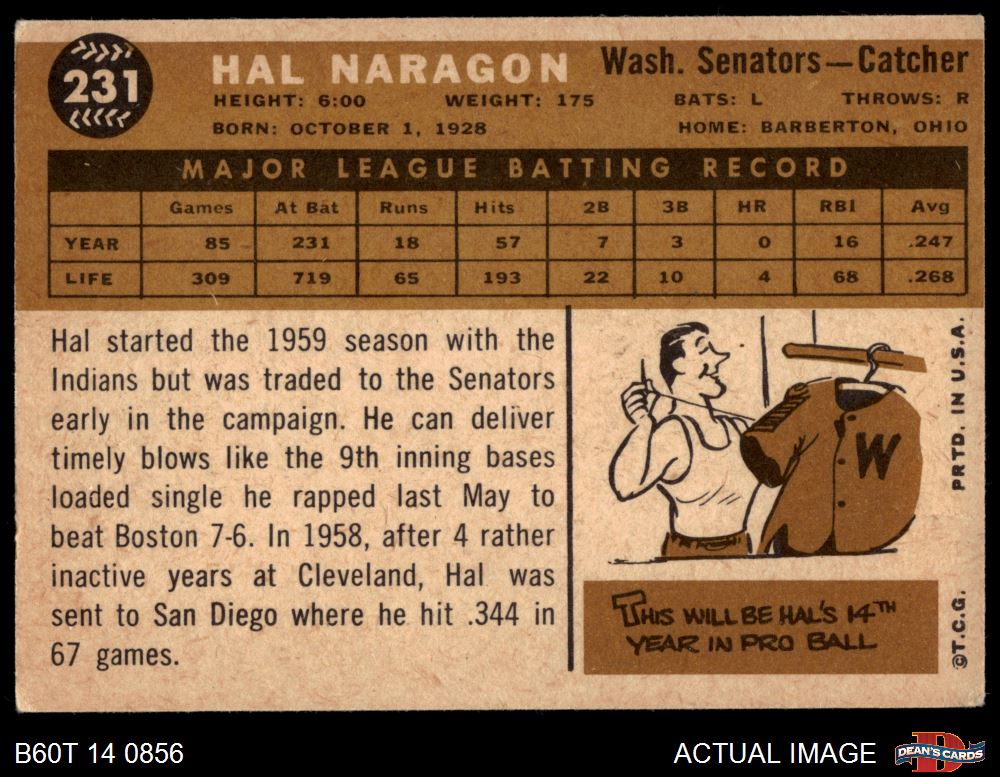 231
HAL NARAGON Wash. Senators—Catcher
HEIGHT: 6:00 WEIGHT: 175 BATS: L THROWS: R
BORN: OCTOBER 1, 1928 HOME: BARBERTON, OHIO
MAJOR LEAGUE BATTING RECORD
Games At Bat Runs Hits 2B 3B HR RBI Avg
YEAR 85 231 18 57 7 3 0 16 .247
LIFE 309 719 65 193 22 10 4 68 .268
Hal started the 1959 season with the
Indians but was traded to the Senators
early in the campaign. He can deliver
timely blows like the 9th inning bases
loaded single he rapped last May to
beat Boston 7-6. In 1958, after 4 rather
inactive years at Cleveland, Hal was
sent to San Diego where he hit .344 in
67 games.
W
THIS WILL BE HAL'S 14TH
YEAR IN PRO BALL
©T.C.G. PRTD. IN U.S.A.
B60T 14 0856 ACTUAL IMAGE
D
DEAN'S CARDS